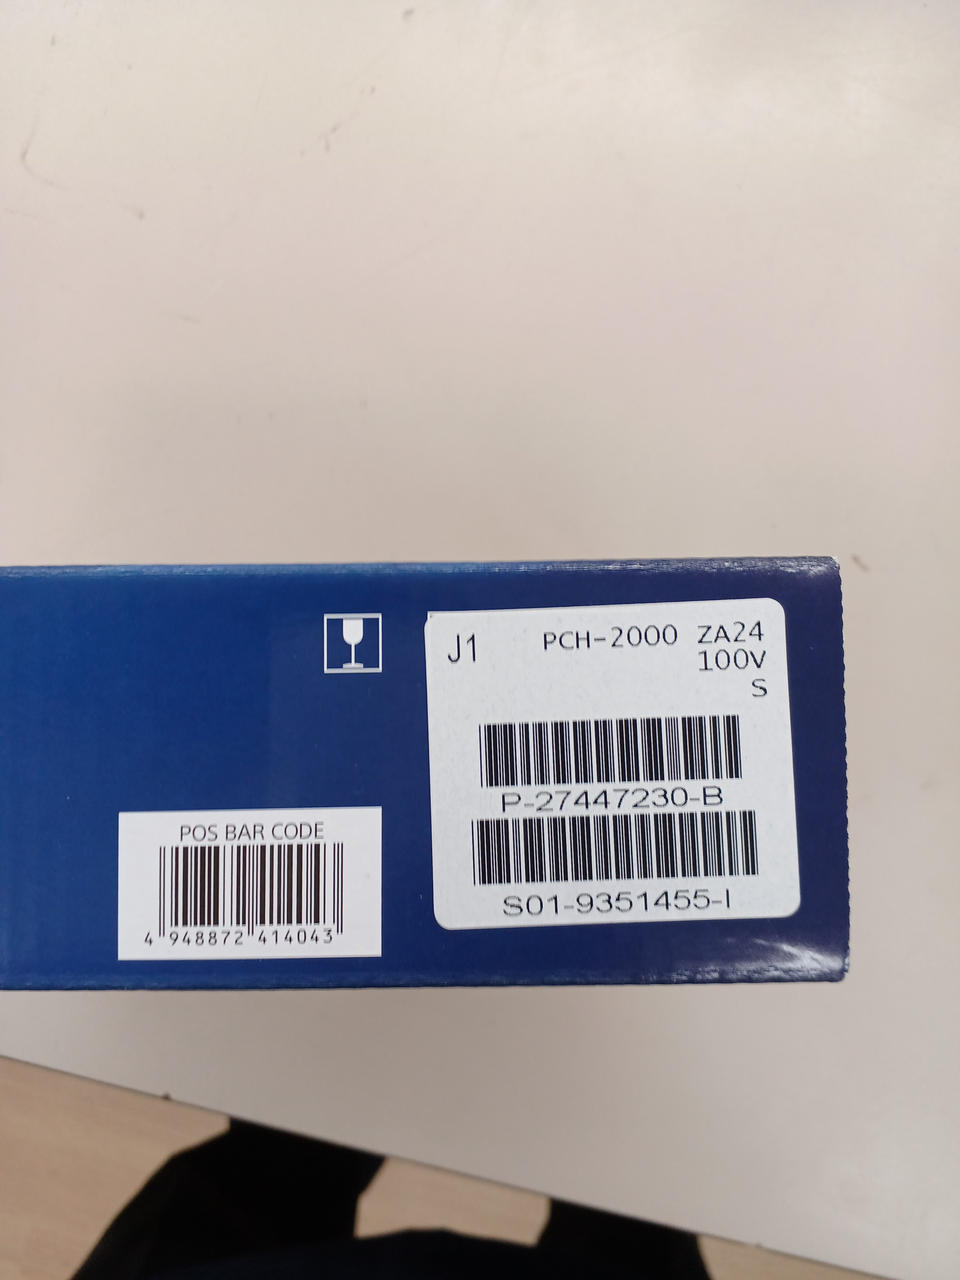 J1 PCH-2000 ZA24
100V
S
P-27447230-B
S01-9351455-I
POS BAR CODE
4 948872 414043